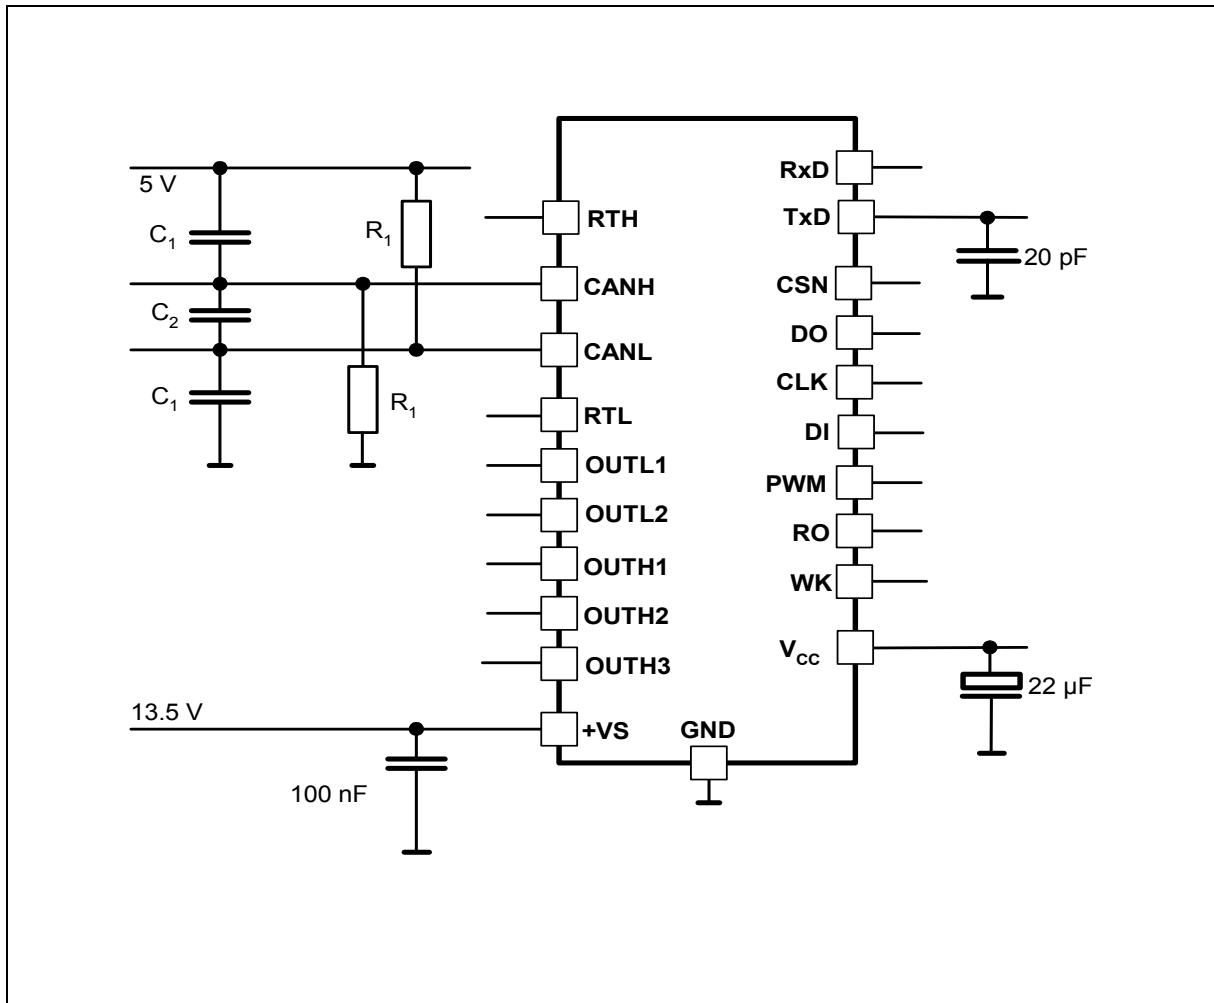 5 V
C1
R1
C2
C1
R1
13.5 V
100 nF
RTH
CANH
CANL
RTL
OUTL1
OUTL2
OUTH1
OUTH2
OUTH3
+VS
GND
RxD
TxD
CSN
DO
CLK
DI
PWM
RO
WK
VCC
20 pF
22 µF